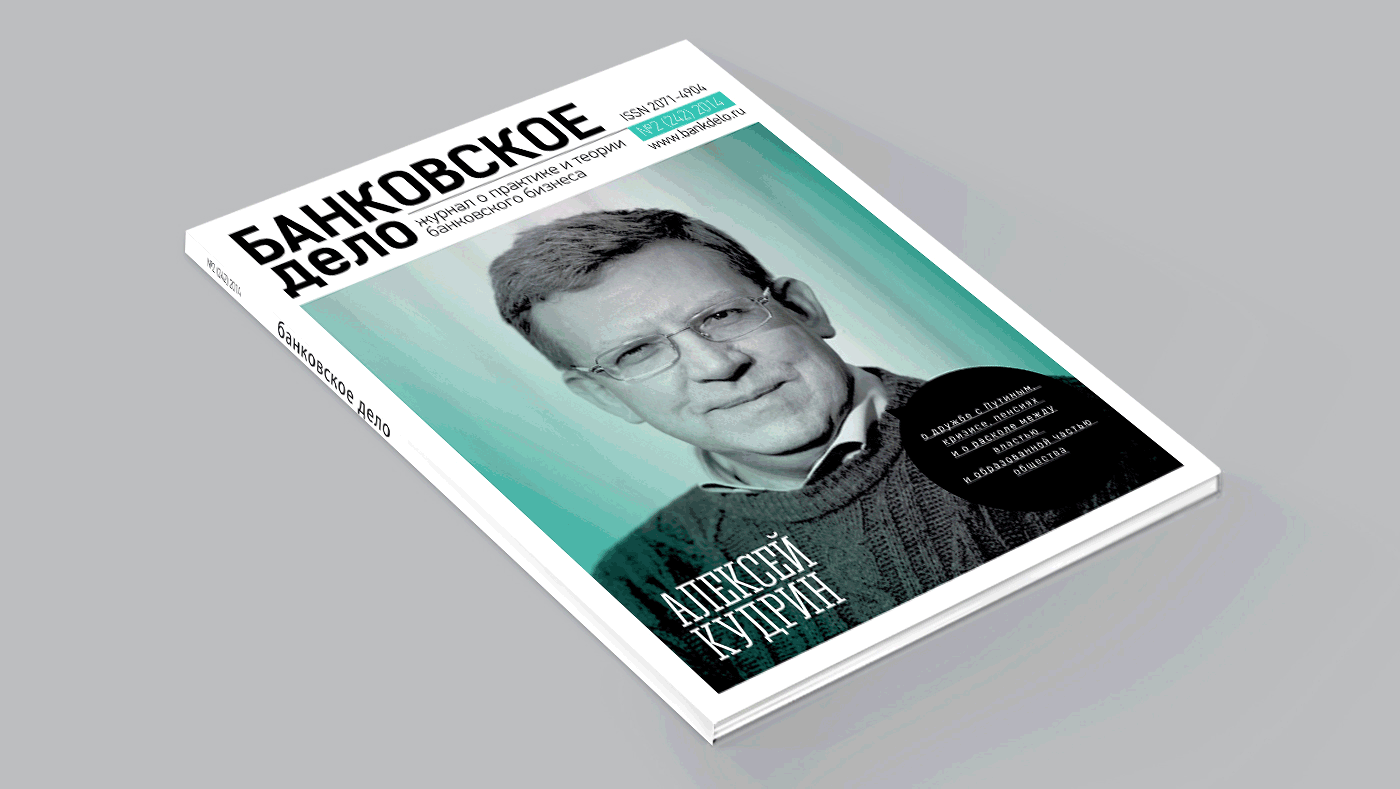 БАНКОВСКОЕ
дело
журнал о практике и теории
банковского бизнеса
ISSN 2071-4904
№2 (242) 2014
www.bankdelo.ru
№2 (242) 2014
банковское дело
о дружбе с Путиным,
кризисе, пенсиях
и о расколе между
властью
и образованной частью
общества
АЛЕКСЕЙ
КУДРИН